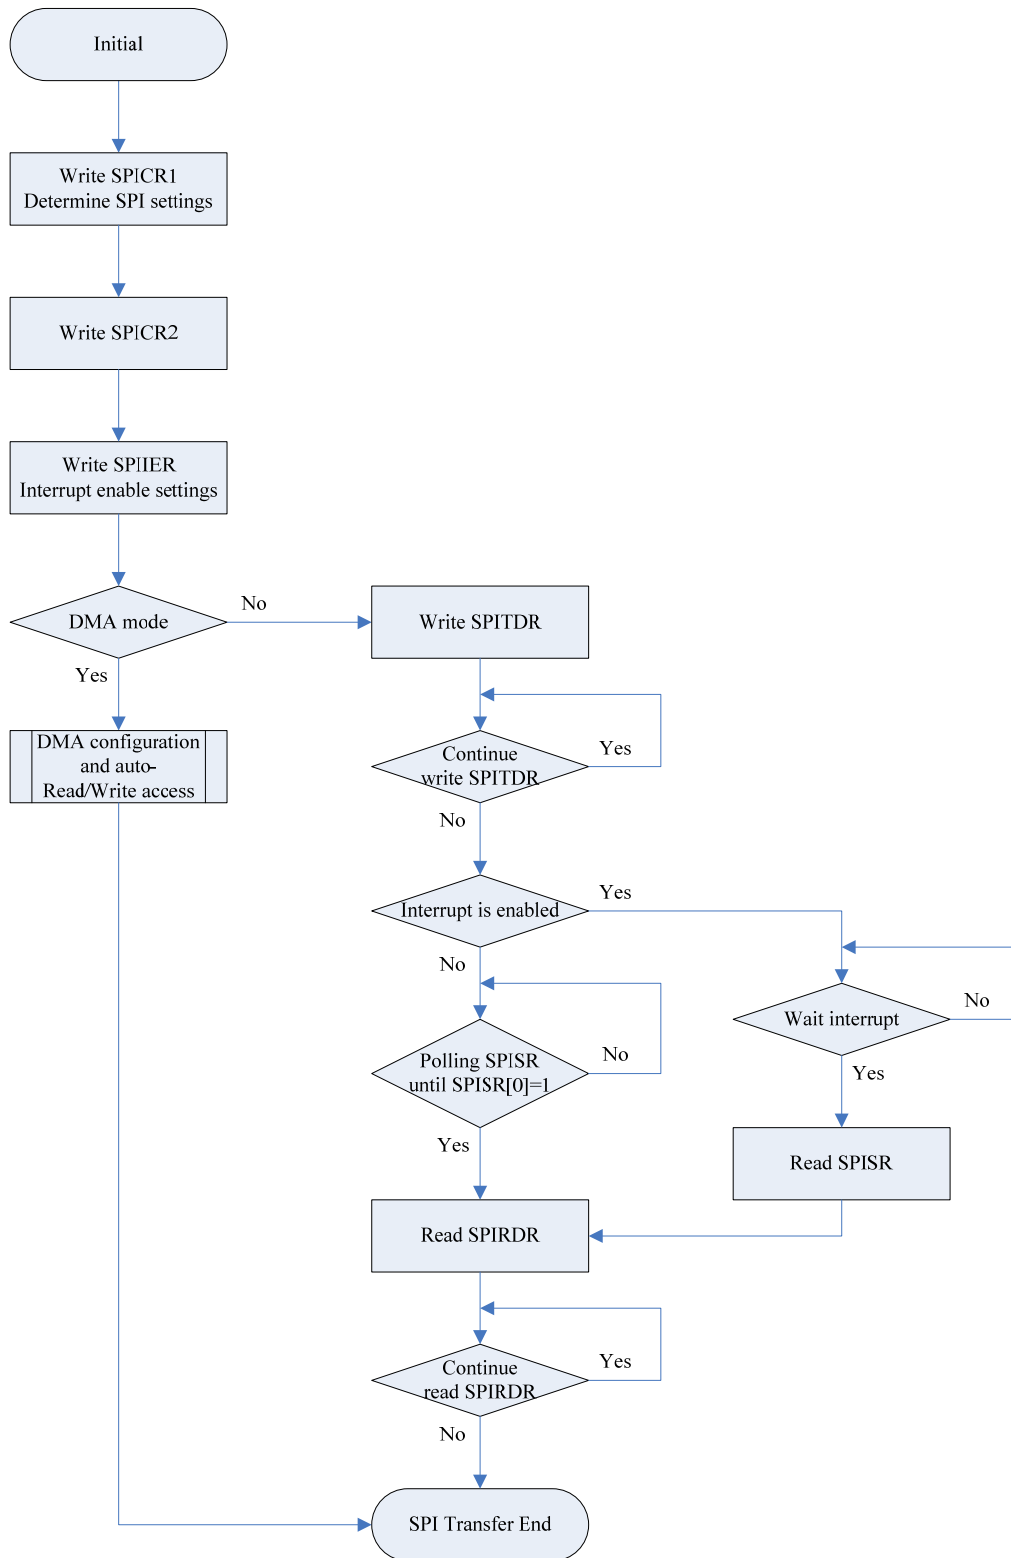 Initial
Write SPICR1
Determine SPI settings
Write SPICR2
Write SPIIER
Interrupt enable settings
DMA mode
No
Write SPITDR
Yes
DMA configuration
and auto-
Read/Write access
Continue
write SPITDR
Yes
No
Interrupt is enabled
Yes
No
Wait interrupt
No
Polling SPISR
until SPISR[0]=1
No
Yes
Yes
Read SPISR
Read SPIRDR
Continue
read SPIRDR
Yes
No
SPI Transfer End